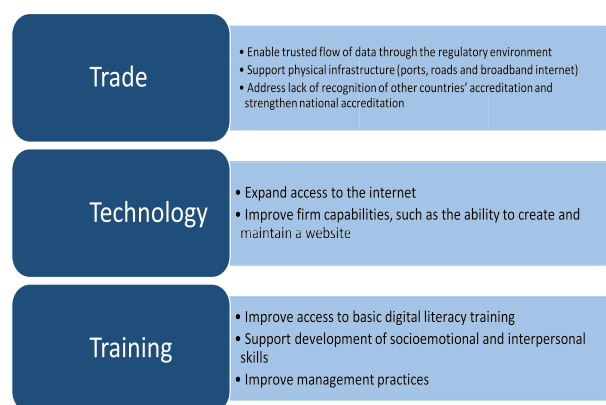 Trade
• Enable trusted flow of data through the regulatory environment
• Support physical infrastructure (ports, roads and broadband internet)
• Address lack of recognition of other countries' accreditation and
strengthen national accreditation
Technology
• Expand access to the internet
• Improve firm capabilities, such as the ability to create and
maintain a website
Training
• Improve access to basic digital literacy training
• Support development of socioemotional and interpersonal
skills
• Improve management practices